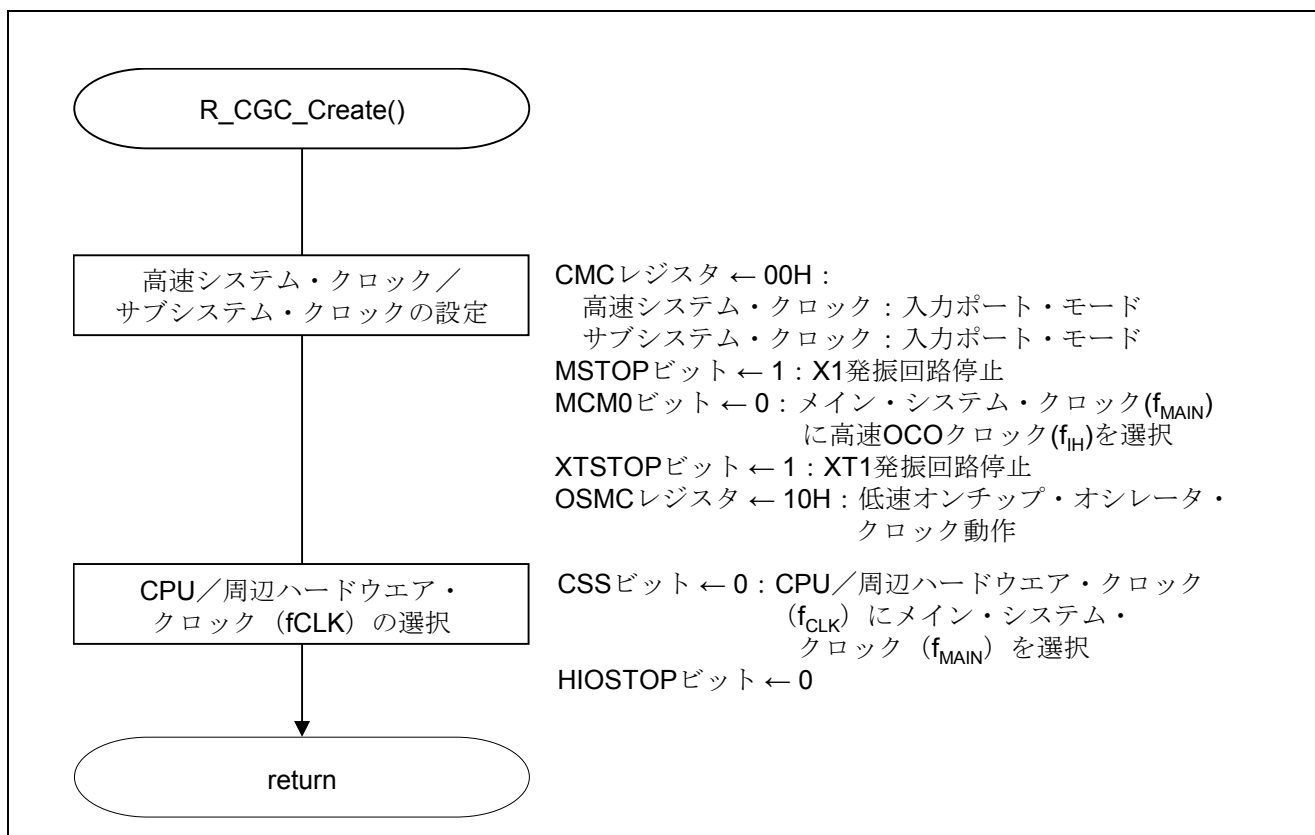 R_CGC_Create()
高速システム・クロック／
サブシステム・クロックの設定
CMCレジスタ ← 00H：
高速システム・クロック：入力ポート・モード
サブシステム・クロック：入力ポート・モード
MSTOPビット ← 1：X1発振回路停止
MCM0ビット ← 0：メイン・システム・クロック(fMAIN)
に高速OCOクロック(fIH)を選択
XTSTOPビット ← 1：XT1発振回路停止
OSMCレジスタ ← 10H：低速オンチップ・オシレータ・
クロック動作
CPU／周辺ハードウエア・
クロック（fCLK）の選択
CSSビット ← 0：CPU／周辺ハードウエア・クロック
（fCLK）にメイン・システム・
クロック（fMAIN）を選択
HIOSTOPビット ← 0
return